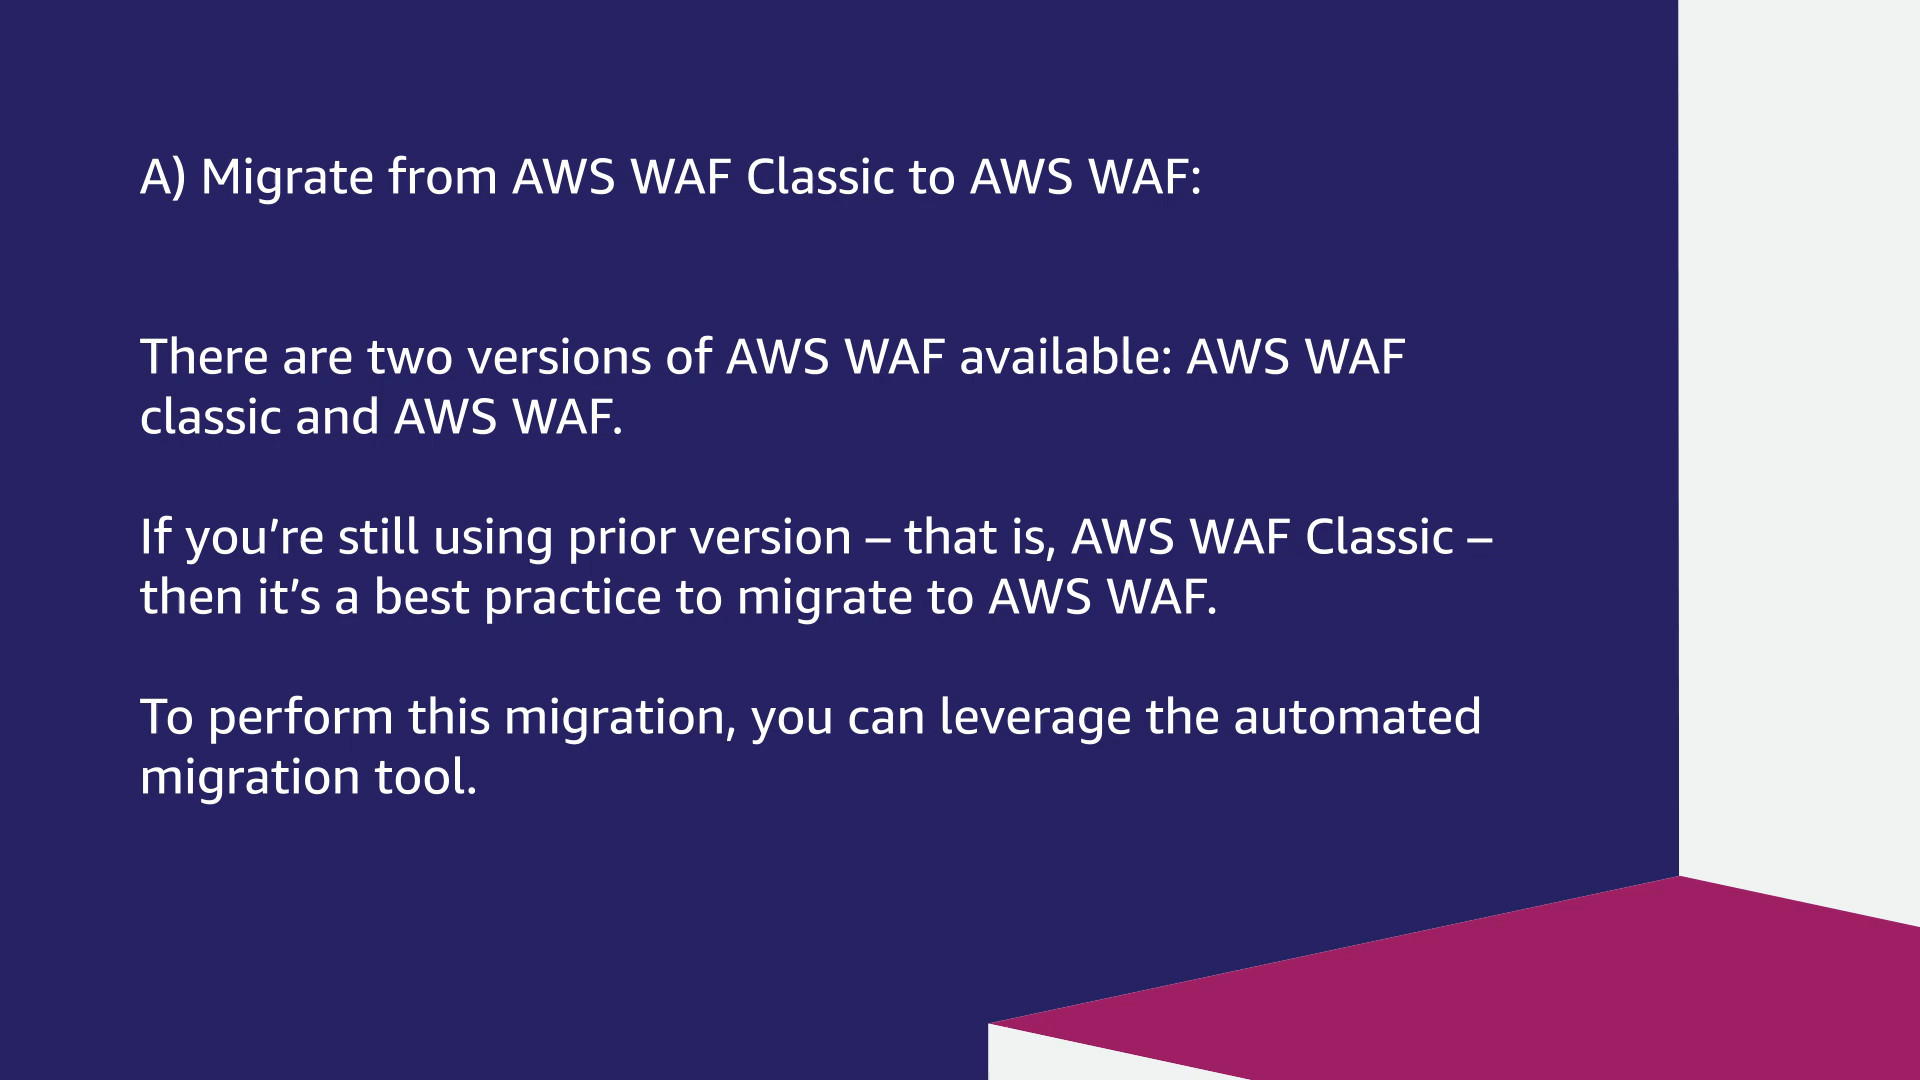 A) Migrate from AWS WAF Classic to AWS WAF:
There are two versions of AWS WAF available: AWS WAF
classic and AWS WAF.
If you’re still using prior version – that is, AWS WAF Classic –
then it’s a best practice to migrate to AWS WAF.
To perform this migration, you can leverage the automated
migration tool.